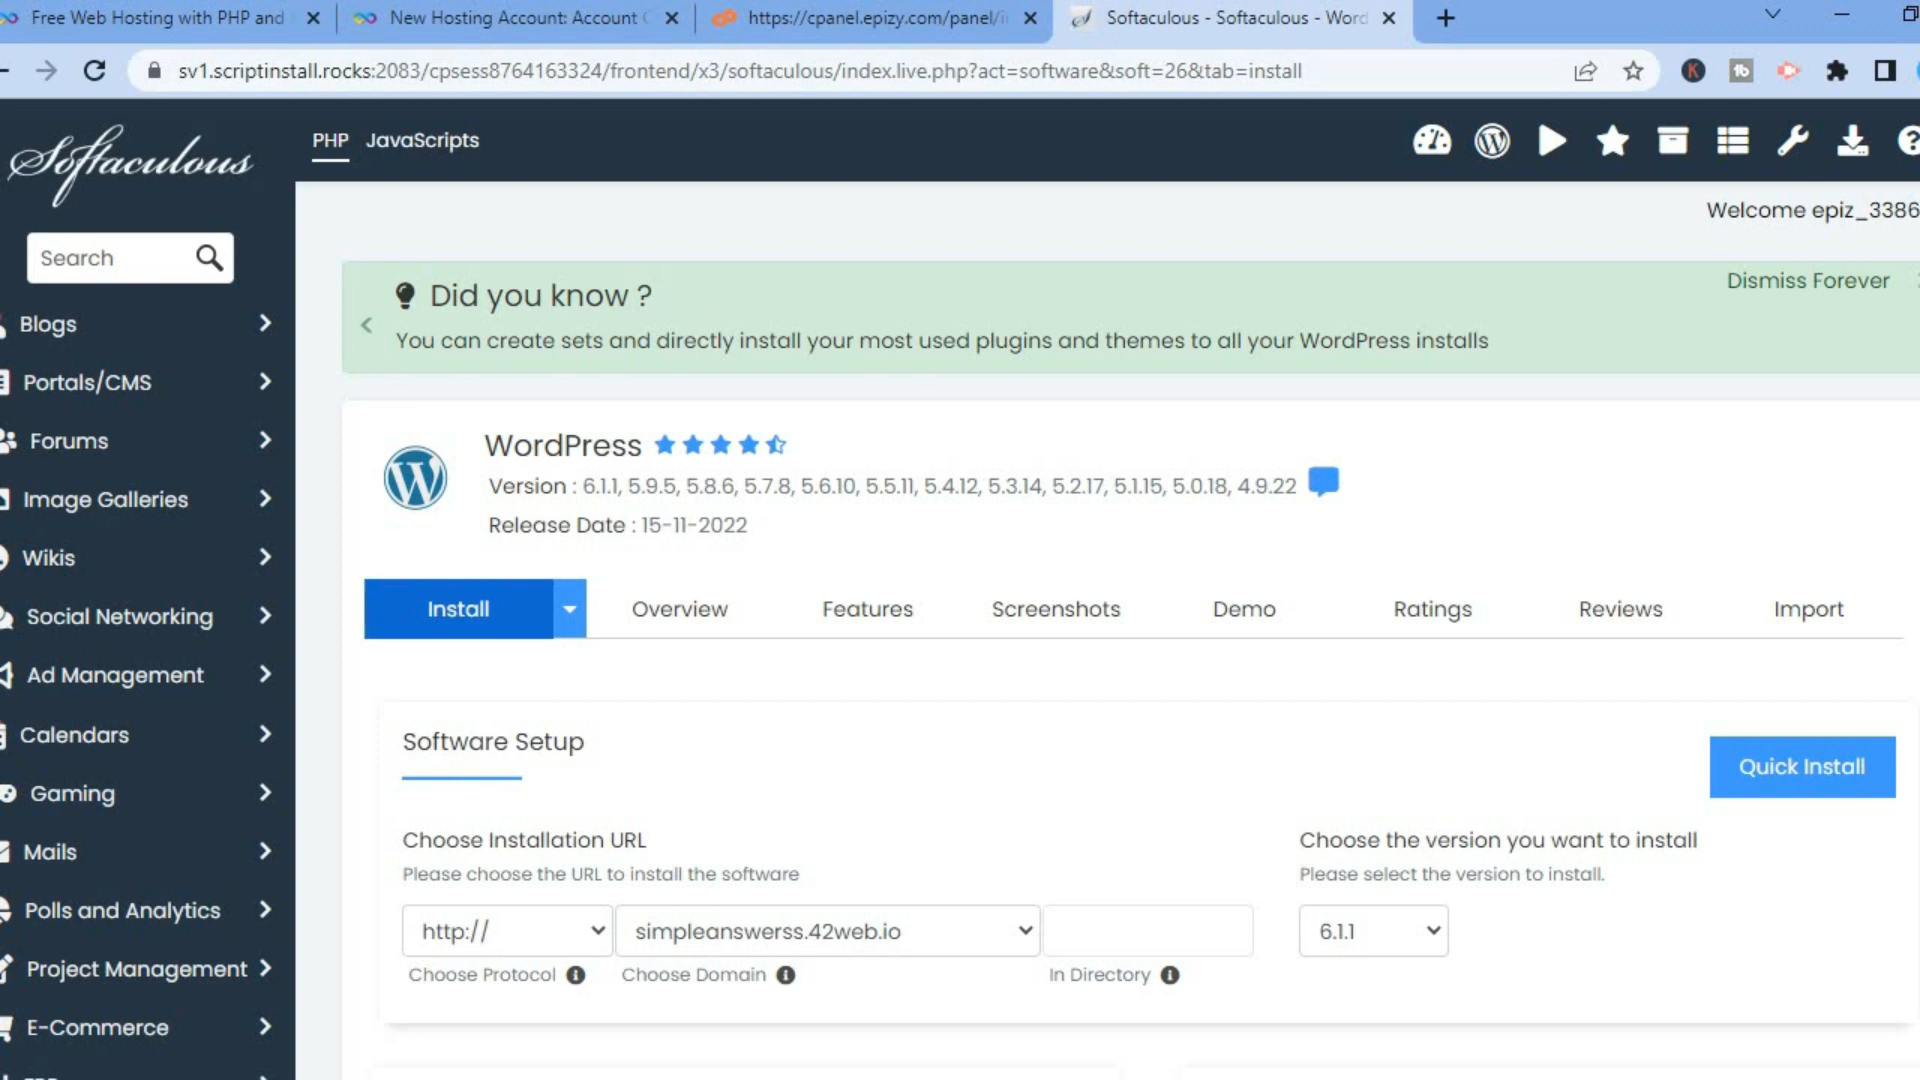 Free Web Hosting with PHP and
New Hosting Account: Account
https://cpanel.epizy.com/panel/
Softaculous - Softaculous - Word
sv1.scriptinstall.rocks:2083/cpsess8764163324/frontend/x3/softaculous/index.live.php?act=software&soft=26&tab=install
Softaculous
PHP JavaScripts
Welcome epiz_3386
Search
Did you know ?
Dismiss Forever
You can create sets and directly install your most used plugins and themes to all your WordPress installs
Blogs
Portals/CMS
Forums
Image Galleries
Wikis
Social Networking
Ad Management
Calendars
Gaming
Mails
Polls and Analytics
Project Management
E-Commerce
WordPress
Version : 6.1.1, 5.9.5, 5.8.6, 5.7.8, 5.6.10, 5.5.11, 5.4.12, 5.3.14, 5.2.17, 5.1.15, 5.0.18, 4.9.22
Release Date : 15-11-2022
Install Overview Features Screenshots Demo Ratings Reviews Import
Software Setup
Quick Install
Choose Installation URL
Please choose the URL to install the software
http:// simpleanswerss.42web.io
Choose Protocol Choose Domain In Directory
Choose the version you want to install
Please select the version to install.
6.1.1